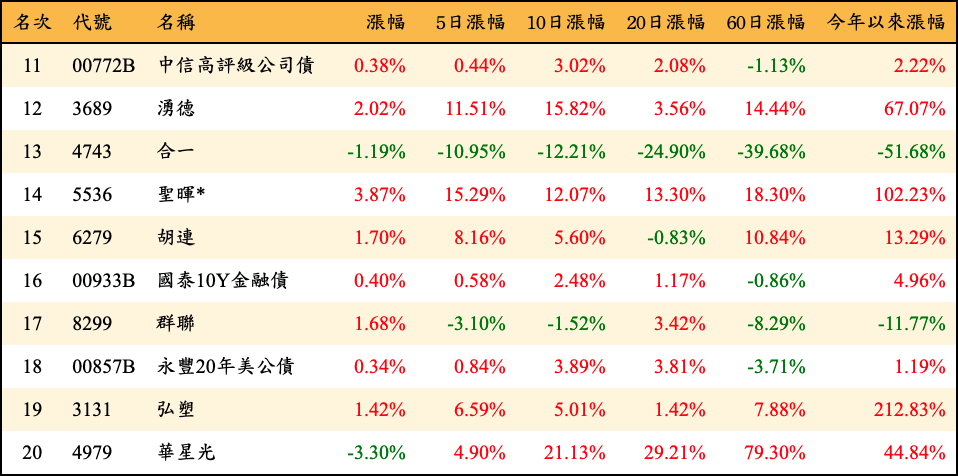 名次 代號 名稱 漲幅 5日漲幅 10日漲幅 20日漲幅 60日漲幅 今年以來漲幅
11 00772B 中信高評級公司債 0.38% 0.44% 3.02% 2.08% -1.13% 2.22%
12 3689 湧德 2.02% 11.51% 15.82% 3.56% 14.44% 67.07%
13 4743 合一 -1.19% -10.95% -12.21% -24.90% -39.68% -51.68%
14 5536 聖暉* 3.87% 15.29% 12.07% 13.30% 18.30% 102.23%
15 6279 胡連 1.70% 8.16% 5.60% -0.83% 10.84% 13.29%
16 00933B 國泰10Y金融債 0.40% 0.58% 2.48% 1.17% -0.86% 4.96%
17 8299 群聯 1.68% -3.10% -1.52% 3.42% -8.29% -11.77%
18 00857B 永豐20年美公債 0.34% 0.84% 3.89% 3.81% -3.71% 1.19%
19 3131 弘塑 1.42% 6.59% 5.01% 1.42% 7.88% 212.83%
20 4979 華星光 -3.30% 4.90% 21.13% 29.21% 79.30% 44.84%